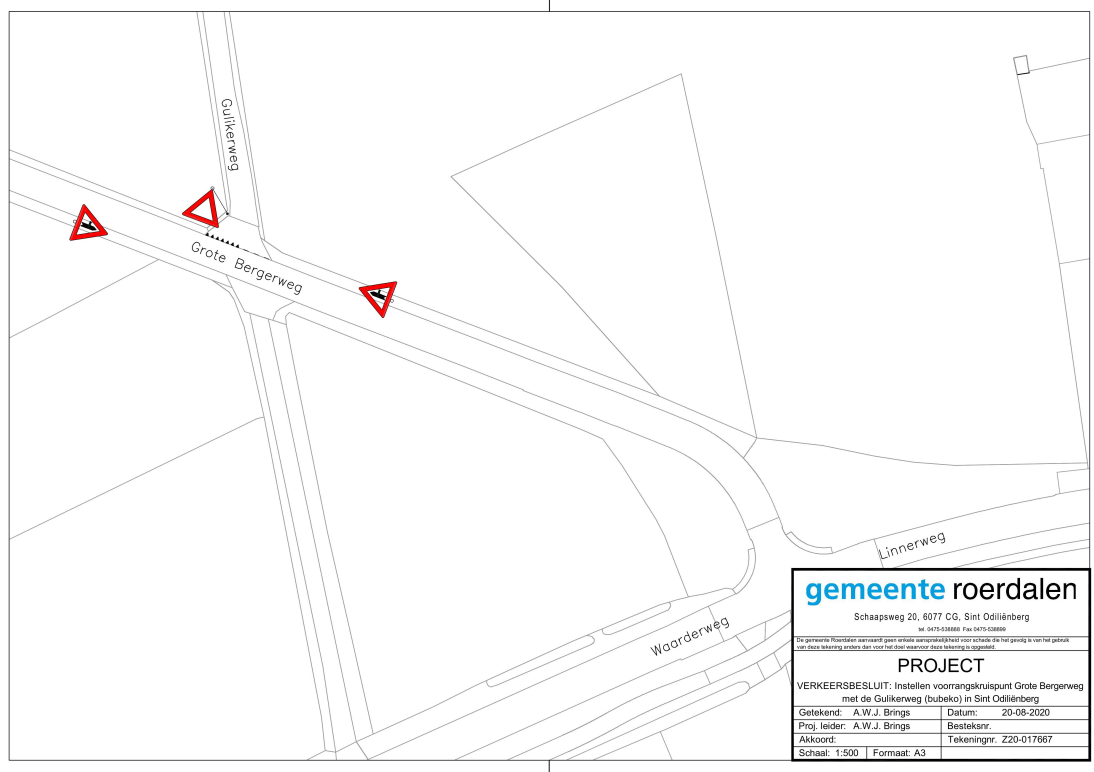 Gulikerweg
Grote Bergerweg
Linnerweg
Waarderweg
gemeente roerdalen
Schaapsweg 20, 6077 CG, Sint Odiliënberg
tel. 0475-538888 Fax 0475-538899
De gemeente Roerdalen aanvaardt geen enkele aansprakelijkheid voor schade die het gevolg is van het gebruik
van deze tekening anders dan voor het doel waarvoor deze tekening is opgesteld.
PROJECT
VERKEERSBESLUIT: Instellen voorrangskruispunt Grote Bergerweg
met de Gulikerweg (bubeko) in Sint Odiliënberg
Getekend: A.W.J. Brings Datum: 20-08-2020
Proj. leider: A.W.J. Brings Besteksnr.
Akkoord: Tekeningnr. Z20-017667
Schaal: 1:500 Formaat: A3